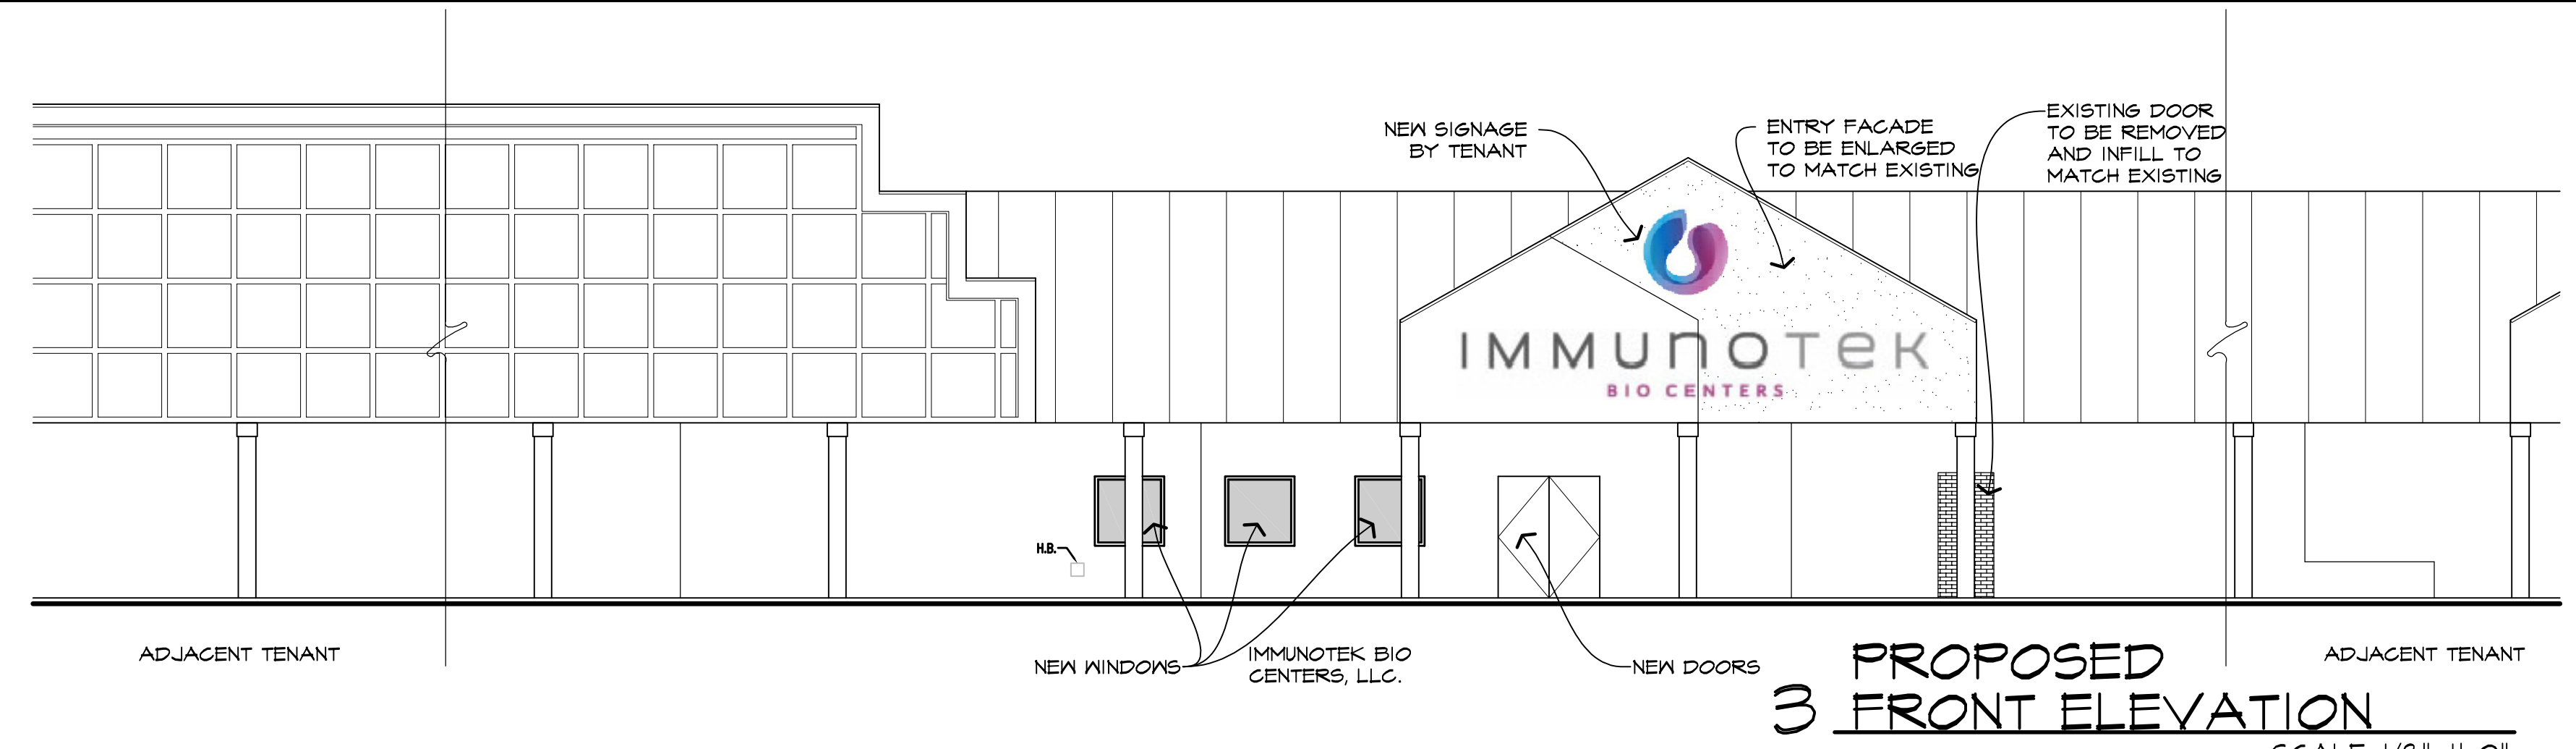 NEW SIGNAGE
BY TENANT
ENTRY FACADE
TO BE ENLARGED
TO MATCH EXISTING
EXISTING DOOR
TO BE REMOVED
AND INFILL TO
MATCH EXISTING
IMMUNOTEK
BIO CENTERS
H.B.
ADJACENT TENANT
NEW WINDOWS
IMMUNOTEK BIO
CENTERS, LLC.
NEW DOORS
ADJACENT TENANT
PROPOSED
3 FRONT ELEVATION